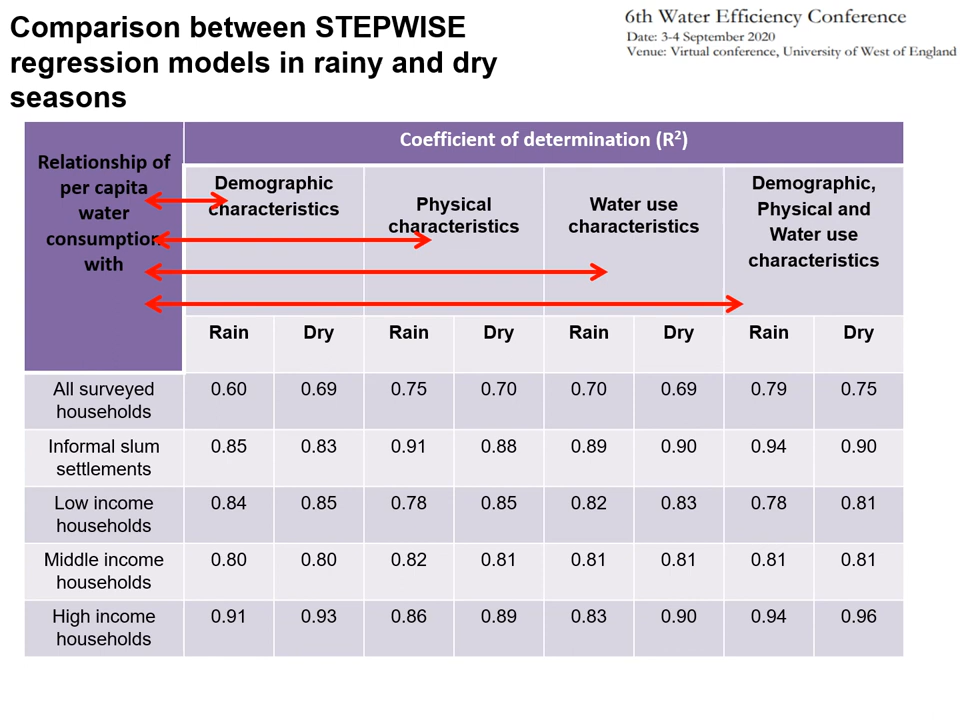 Comparison between STEPWISE
regression models in rainy and dry
seasons
6th Water Efficiency Conference
Date: 3-4 September 2020
Venue: Virtual conference, University of West of England
Relationship of
per capita
water
consumption
with
Coefficient of determination (R²)
Demographic
characteristics
Physical
characteristics
Water use
characteristics
Demographic,
Physical and
Water use
characteristics
Rain Dry Rain Dry Rain Dry Rain Dry
All surveyed
households
0.60 0.69 0.75 0.70 0.70 0.69 0.79 0.75
Informal slum
settlements
0.85 0.83 0.91 0.88 0.89 0.90 0.94 0.90
Low income
households
0.84 0.85 0.78 0.85 0.82 0.83 0.78 0.81
Middle income
households
0.80 0.80 0.82 0.81 0.81 0.81 0.81 0.81
High income
households
0.91 0.93 0.86 0.89 0.83 0.90 0.94 0.96